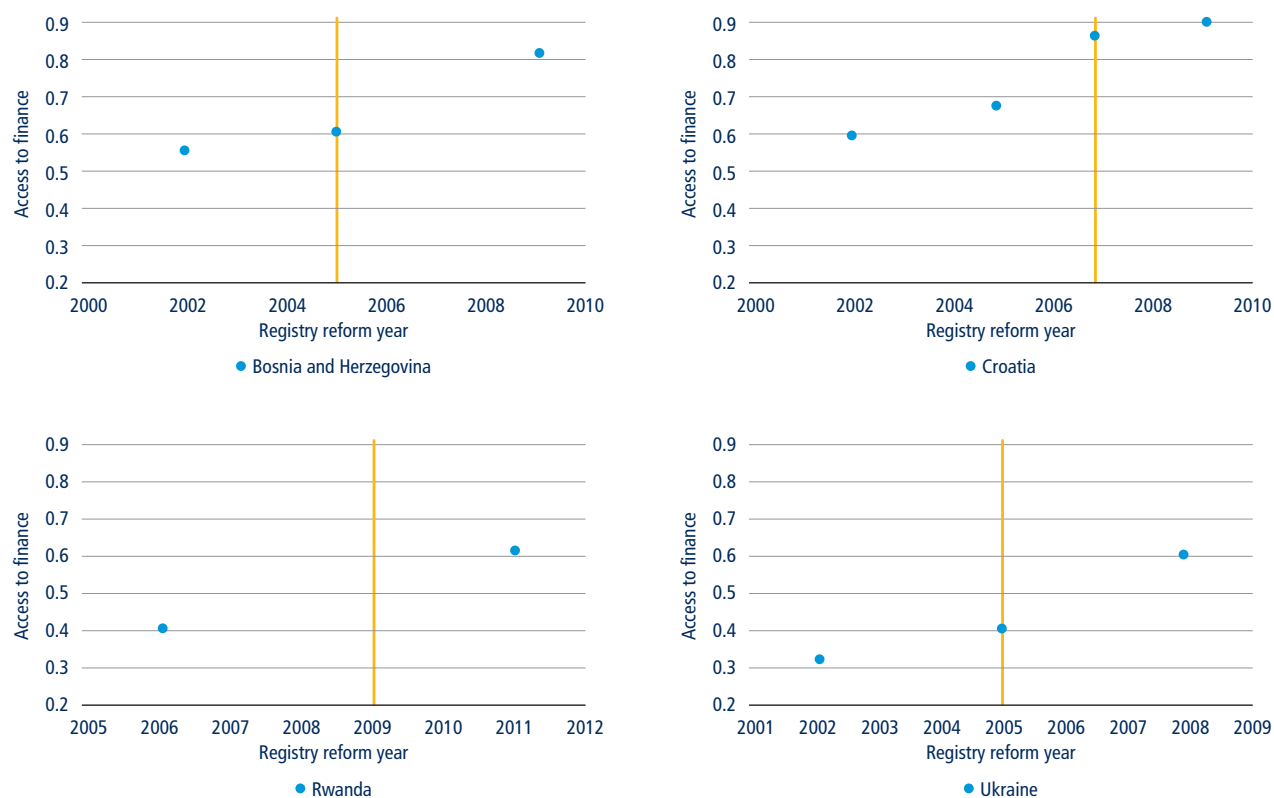 0.9
0.8
0.7
0.6
0.5
0.4
0.3
0.2
Access to finance
2000 2002 2004 2006 2008 2010
Registry reform year
Bosnia and Herzegovina
0.9
0.8
0.7
0.6
0.5
0.4
0.3
0.2
Access to finance
2000 2002 2004 2006 2008 2010
Registry reform year
Croatia
0.9
0.8
0.7
0.6
0.5
0.4
0.3
0.2
Access to finance
2005 2006 2007 2008 2009 2010 2011 2012
Registry reform year
Rwanda
0.9
0.8
0.7
0.6
0.5
0.4
0.3
0.2
Access to finance
2001 2002 2003 2004 2005 2006 2007 2008 2009
Registry reform year
Ukraine